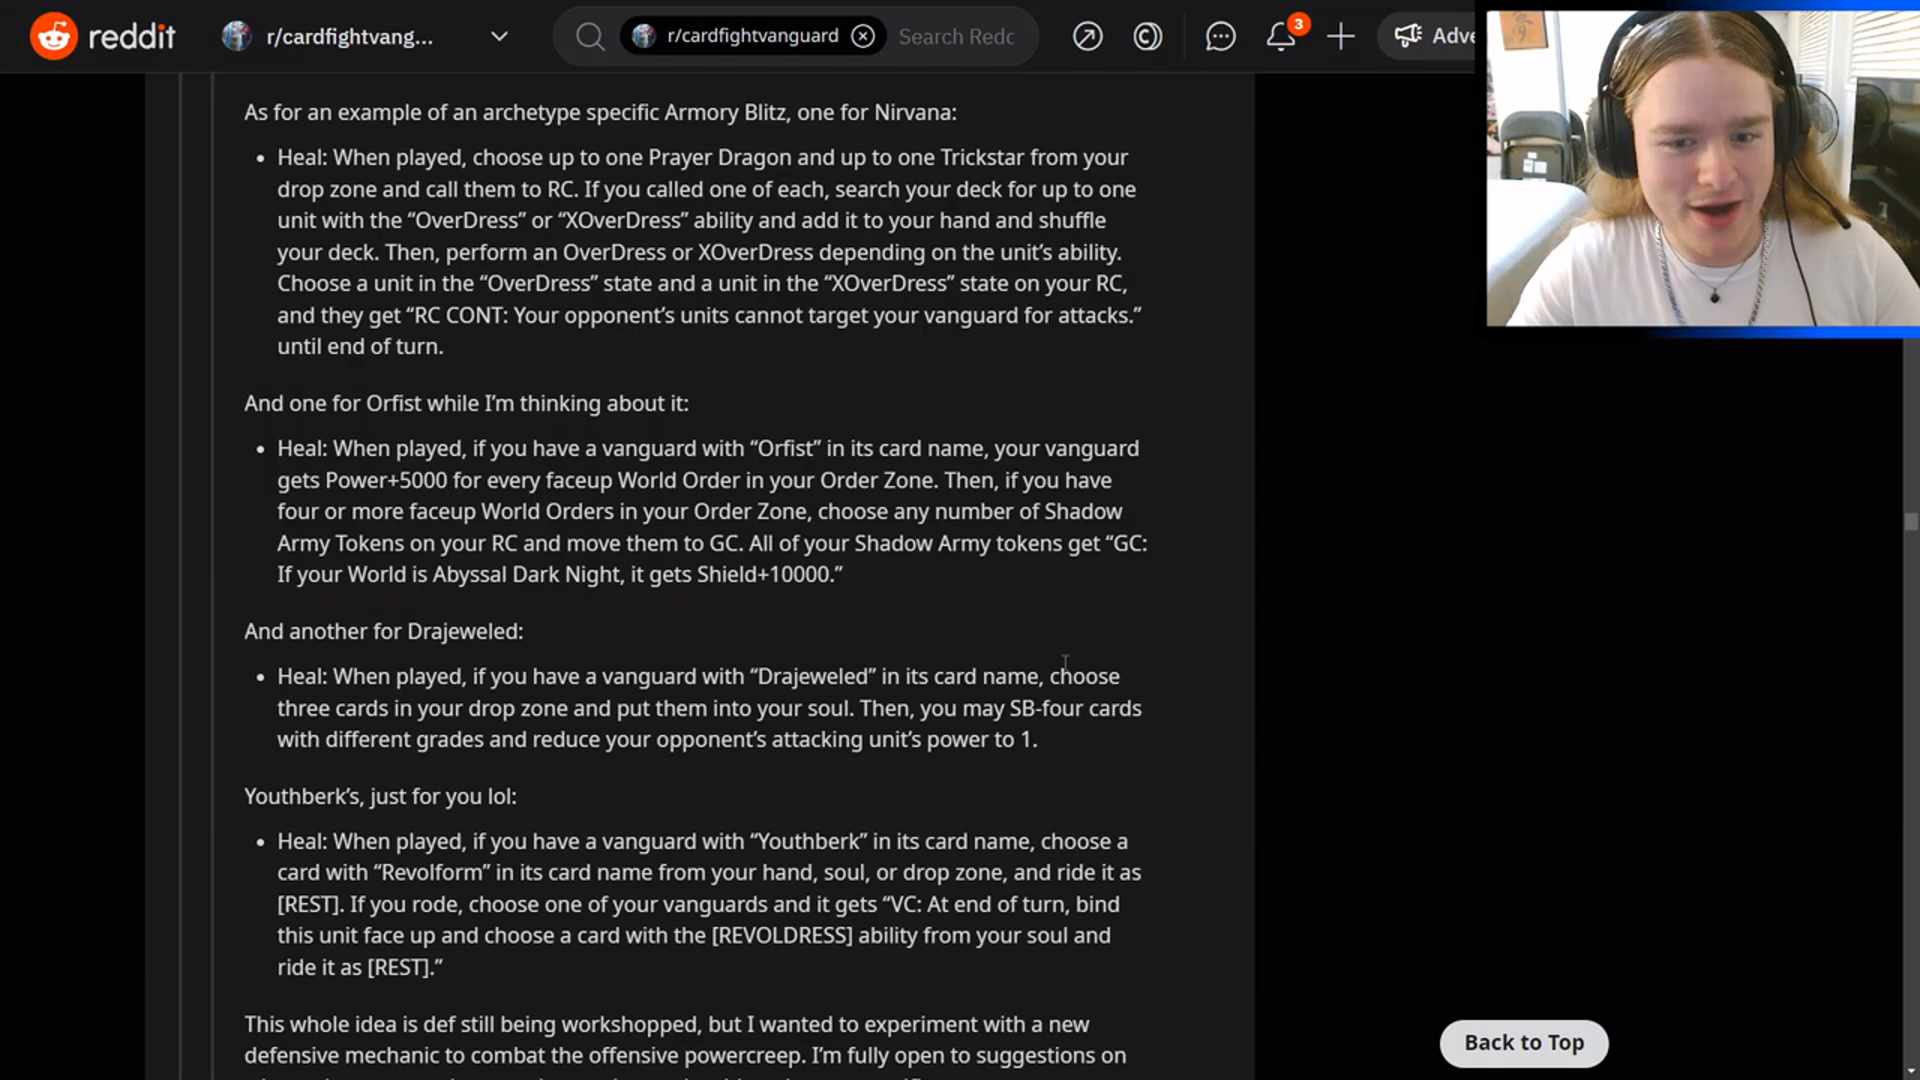 reddit
r/cardfightvang...
r/cardfightvanguard
Search Redc
3
Adve
As for an example of an archetype specific Armory Blitz, one for Nirvana:
• Heal: When played, choose up to one Prayer Dragon and up to one Trickstar from your
drop zone and call them to RC. If you called one of each, search your deck for up to one
unit with the “OverDress” or “XOverDress” ability and add it to your hand and shuffle
your deck. Then, perform an OverDress or XOverDress depending on the unit’s ability.
Choose a unit in the “OverDress” state and a unit in the “XOverDress” state on your RC,
and they get “RC CONT: Your opponent’s units cannot target your vanguard for attacks.”
until end of turn.
And one for Orfist while I’m thinking about it:
• Heal: When played, if you have a vanguard with “Orfist” in its card name, your vanguard
gets Power+5000 for every faceup World Order in your Order Zone. Then, if you have
four or more faceup World Orders in your Order Zone, choose any number of Shadow
Army Tokens on your RC and move them to GC. All of your Shadow Army tokens get “GC:
If your World is Abyssal Dark Night, it gets Shield+10000.”
And another for Drajeweled:
• Heal: When played, if you have a vanguard with “Drajeweled” in its card name, choose
three cards in your drop zone and put them into your soul. Then, you may SB-four cards
with different grades and reduce your opponent’s attacking unit’s power to 1.
Youthberk’s, just for you lol:
• Heal: When played, if you have a vanguard with “Youthberk” in its card name, choose a
card with “Revolform” in its card name from your hand, soul, or drop zone, and ride it as
[REST]. If you rode, choose one of your vanguards and it gets “VC: At end of turn, bind
this unit face up and choose a card with the [REVOLDRESS] ability from your soul and
ride it as [REST].”
This whole idea is def still being workshopped, but I wanted to experiment with a new
defensive mechanic to combat the offensive powercreep. I’m fully open to suggestions on
Back to Top